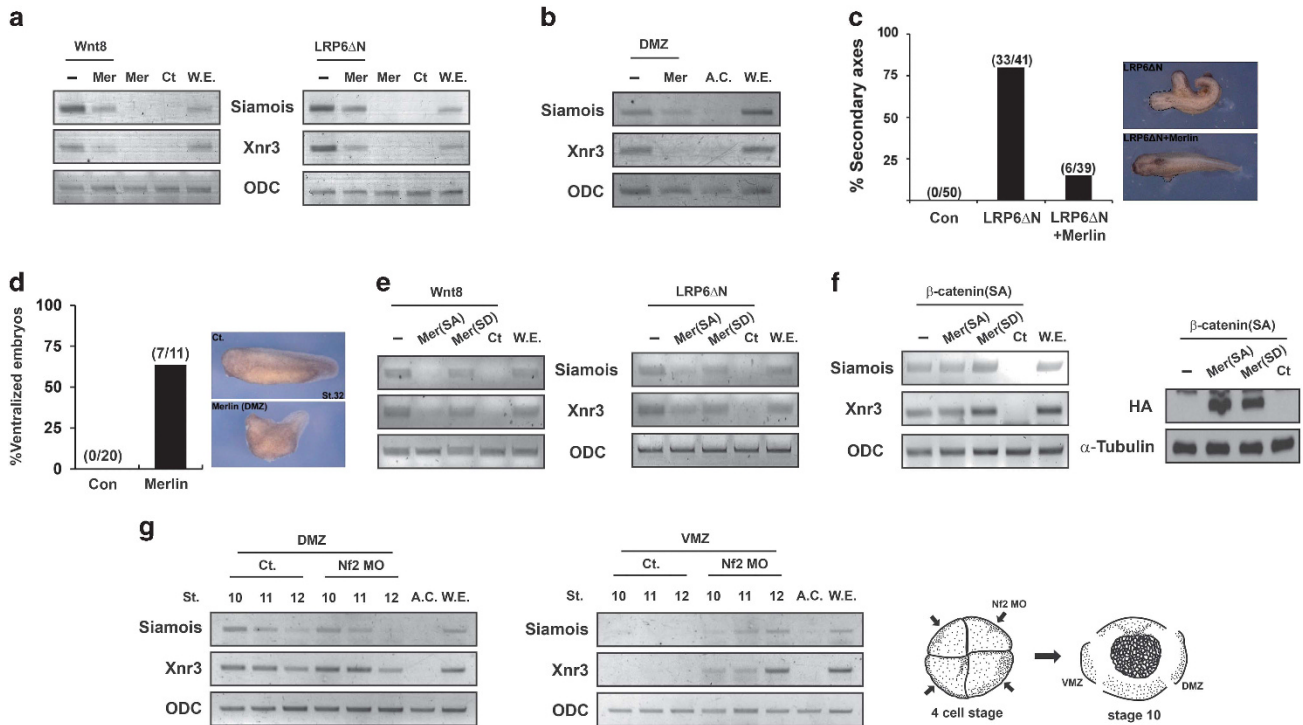 a
Wnt8
– Mer Mer Ct W.E.
LRP6ΔN
– Mer Mer Ct W.E.
Siamois
Xnr3
ODC
b
DMZ
– Mer A.C. W.E.
Siamois
Xnr3
ODC
c
% Secondary axes
100
75
50
25
(0/50)
(33/41)
(6/39)
Con
LRP6ΔN
LRP6ΔN
+Merlin
LRP6ΔN
LRP6ΔN+Merlin
d
%Ventralized embryos
100
75
50
25
0
(0/20)
(7/11)
Con
Merlin
Ct.
St.32
Merlin (DMZ)
e
Wnt8
– Mer(SA) Mer(SD) Ct W.E.
LRP6ΔN
– Mer(SA) Mer(SD) Ct W.E.
Siamois
Xnr3
ODC
f
β-catenin(SA)
– Mer(SA) Mer(SD) Ct W.E.
Siamois
Xnr3
ODC
β-catenin(SA)
– Mer(SA) Mer(SD) Ct
HA
α-Tubulin
g
DMZ
Ct. Nf2 MO
St. 10 11 12 10 11 12 A.C. W.E.
Siamois
Xnr3
ODC
VMZ
Ct. Nf2 MO
10 11 12 10 11 12 A.C. W.E.
Siamois
Xnr3
ODC
Nf2 MO
4 cell stage
VMZ
DMZ
stage 10